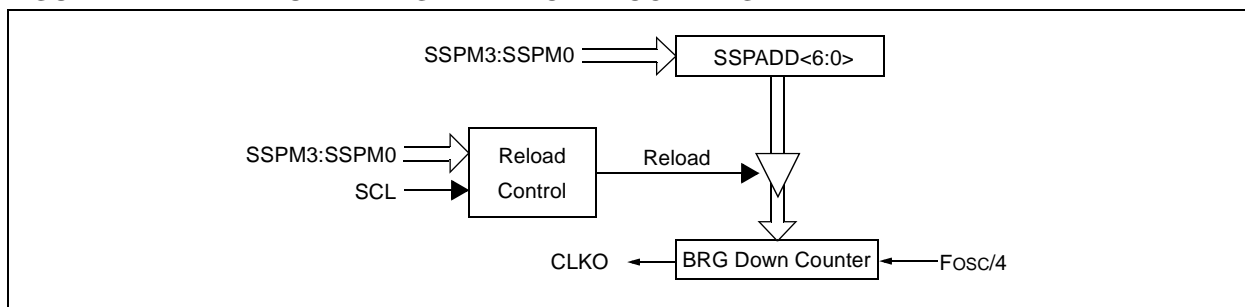 SSPM3:SSPM0
SSPADD<6:0>
SSPM3:SSPM0
SCL
Reload
Control
Reload
CLKO
BRG Down Counter
FOSC/4